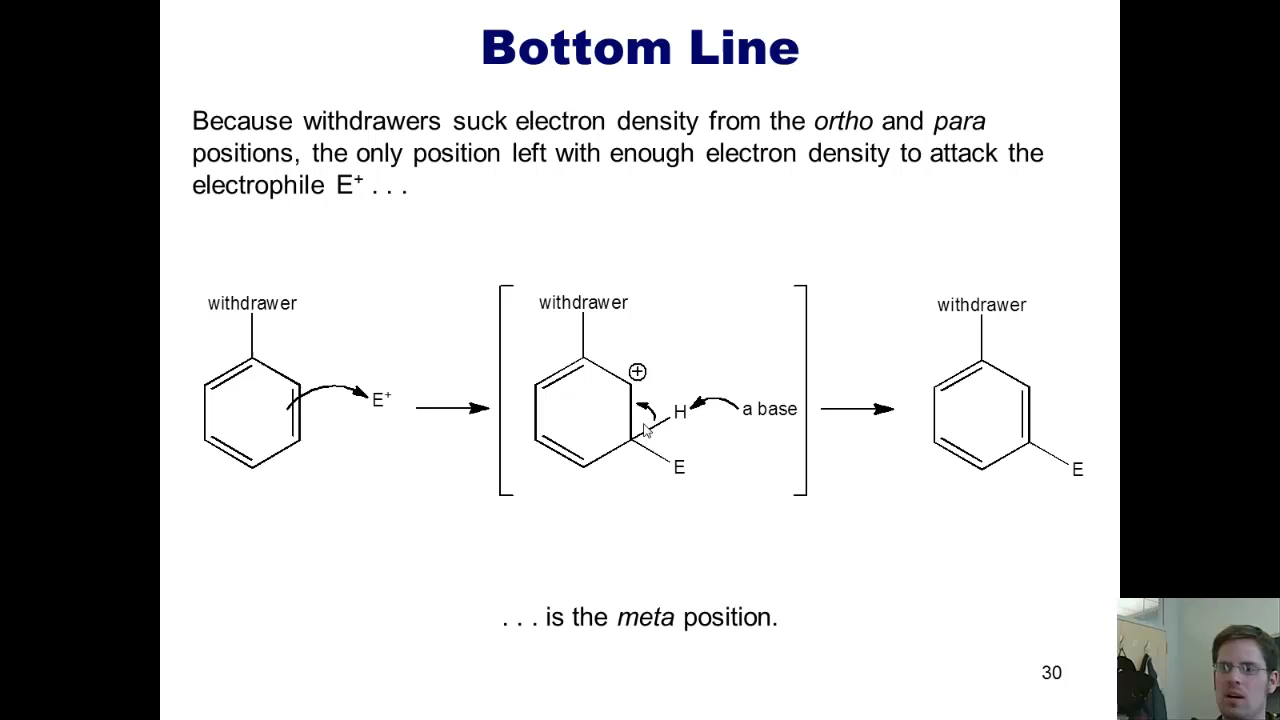 Bottom Line
Because withdrawers suck electron density from the ortho and para
positions, the only position left with enough electron density to attack the
electrophile E⁺ . . .
withdrawer
E⁺
withdrawer
+
H
a base
E
withdrawer
E
. . . is the meta position.
30